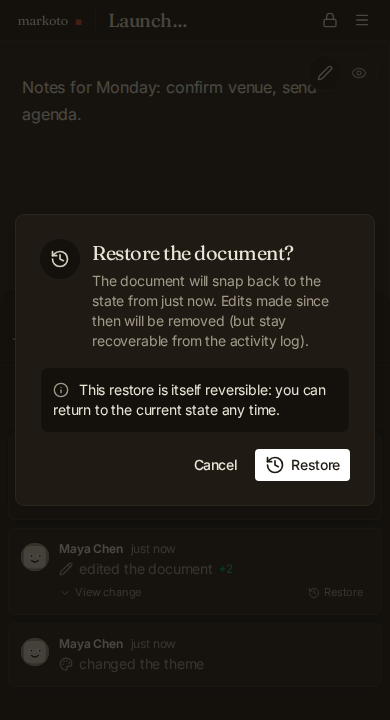 markoto
Launch...
Notes for Monday: confirm venue, send
agenda.
Restore the document?
The document will snap back to the
state from just now. Edits made since
then will be removed (but stay
recoverable from the activity log).
This restore is itself reversible: you can
return to the current state any time.
Cancel
Restore
Maya Chen just now
edited the document +2
View change
Restore
Maya Chen just now
changed the theme